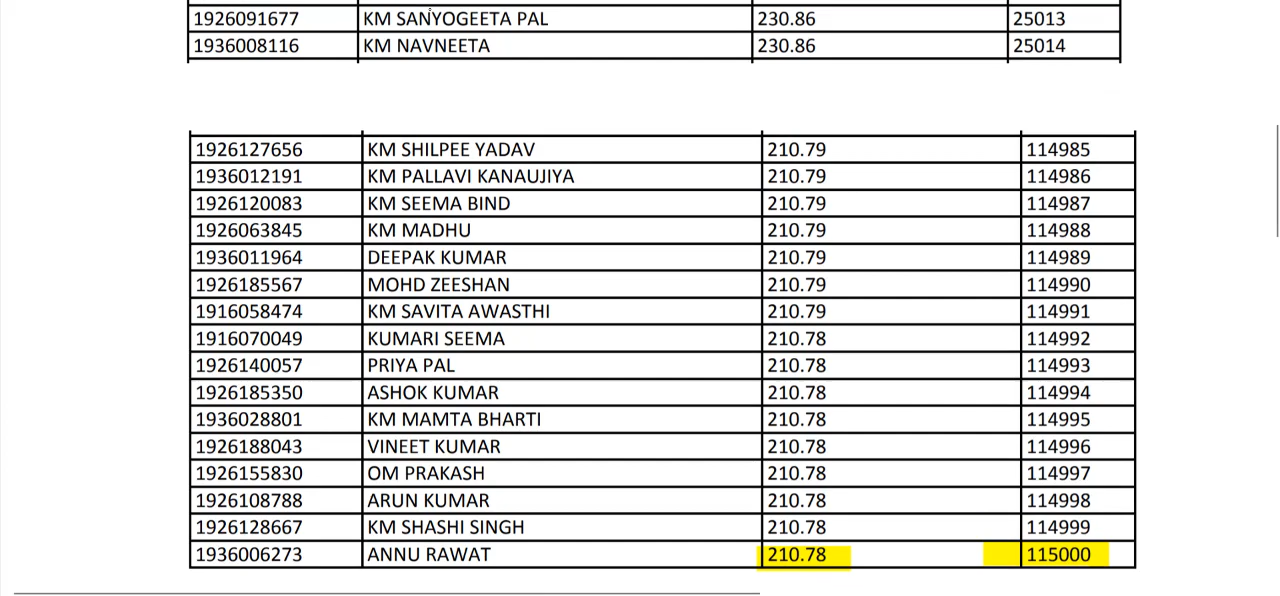 1926091677 KM SANYOGEETA PAL 230.86 25013
1936008116 KM NAVNEETA 230.86 25014
1926127656 KM SHILPEE YADAV 210.79 114985
1936012191 KM PALLAVI KANAUJIYA 210.79 114986
1926120083 KM SEEMA BIND 210.79 114987
1926063845 KM MADHU 210.79 114988
1936011964 DEEPAK KUMAR 210.79 114989
1926185567 MOHD ZEESHAN 210.79 114990
1916058474 KM SAVITA AWASTHI 210.79 114991
1916070049 KUMARI SEEMA 210.78 114992
1926140057 PRIYA PAL 210.78 114993
1926185350 ASHOK KUMAR 210.78 114994
1936028801 KM MAMTA BHARTI 210.78 114995
1926188043 VINEET KUMAR 210.78 114996
1926155830 OM PRAKASH 210.78 114997
1926108788 ARUN KUMAR 210.78 114998
1926128667 KM SHASHI SINGH 210.78 114999
1936006273 ANNU RAWAT 210.78 115000